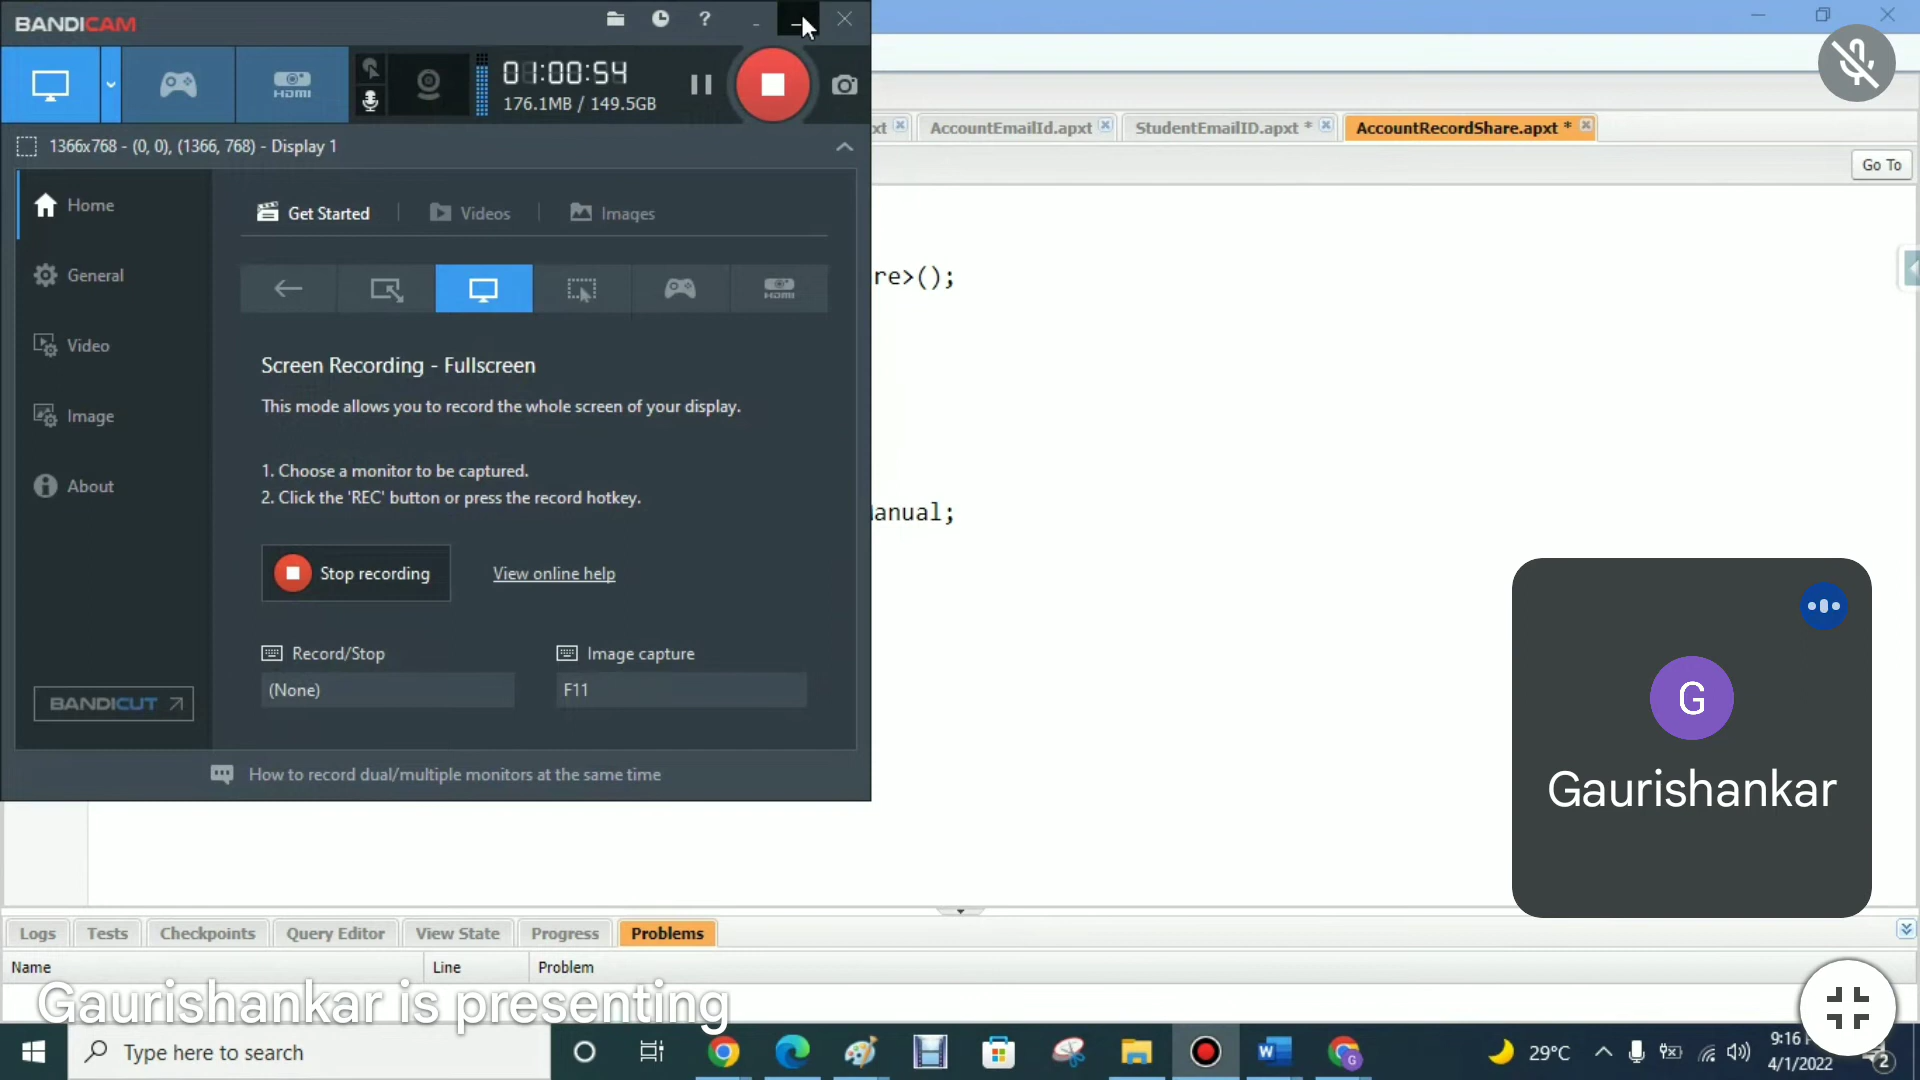 BANDICAM
01:00:54
176.1MB / 149.5GB
HDMI
1366x768 - (0, 0), (1366, 768) - Display 1
xt
AccountEmailId.apxt
StudentEmailID.apxt *
AccountRecordShare.apxt *
Go To
Home
General
Video
Image
About
BANDICUT
Get Started
Videos
Images
HDMI
Screen Recording - Fullscreen
This mode allows you to record the whole screen of your display.
1. Choose a monitor to be captured.
2. Click the 'REC' button or press the record hotkey.
Stop recording
View online help
Record/Stop
Image capture
(None)
F11
How to record dual/multiple monitors at the same time
re>();
anual;
G
Gaurishankar
Logs
Tests
Checkpoints
Query Editor
View State
Progress
Problems
Name
Line
Problem
Gaurishankar is presenting
Type here to search
29°C
9:16
4/1/2022
2